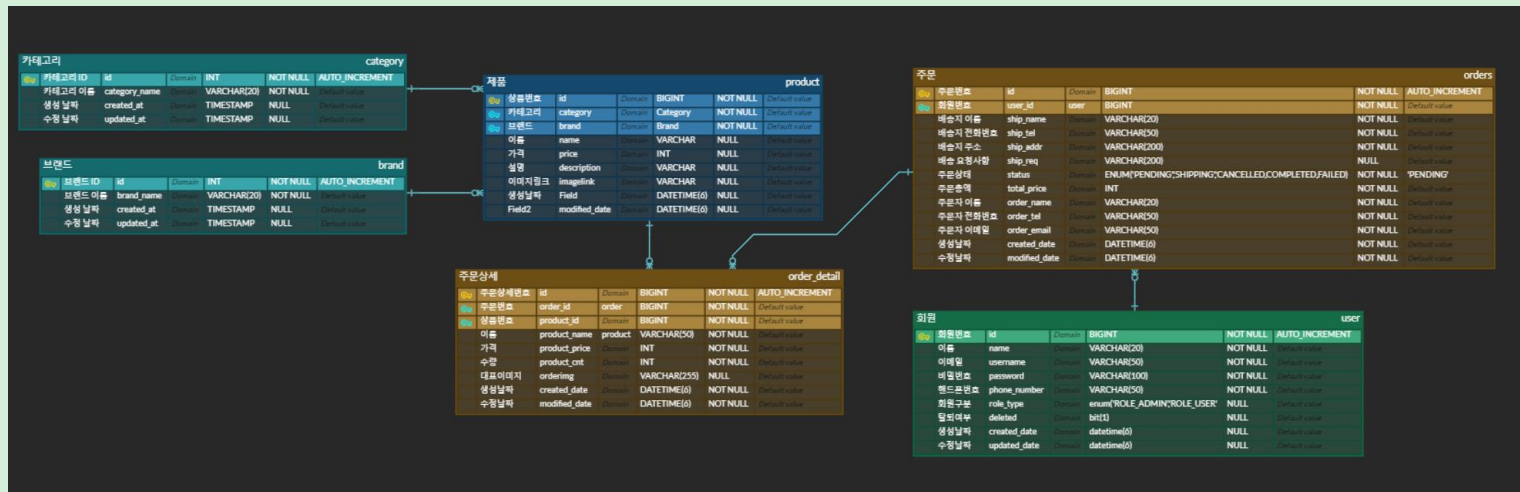 카테고리 category
카테고리 ID id Domain INT NOT NULL AUTO_INCREMENT
카테고리 이름 category_name Domain VARCHAR(20) NOT NULL Default value
생성 날짜 created_at Domain TIMESTAMP NULL Default value
수정 날짜 updated_at Domain TIMESTAMP NULL Default value
브랜드 brand
브랜드 ID id Domain INT NOT NULL AUTO_INCREMENT
브랜드 이름 brand_name Domain VARCHAR(20) NOT NULL Default value
생성 날짜 created_at Domain TIMESTAMP NULL Default value
수정 날짜 updated_at Domain TIMESTAMP NULL Default value
제품 product
상품번호 id Domain BIGINT NOT NULL Default value
카테고리 category Domain Category NOT NULL Default value
브랜드 brand Domain Brand NOT NULL Default value
이름 name Domain VARCHAR NULL Default value
가격 price Domain INT NULL Default value
설명 description Domain VARCHAR NULL Default value
이미지링크 imagelink Domain VARCHAR NULL Default value
생성날짜 Field Domain DATETIME(6) NULL Default value
Field2 modified_date Domain DATETIME(6) NULL Default value
주문상세 order_detail
주문상세번호 id Domain BIGINT NOT NULL AUTO_INCREMENT
주문번호 order_id order BIGINT NOT NULL Default value
상품번호 product_id Domain BIGINT NOT NULL Default value
이름 product_name product VARCHAR(50) NOT NULL Default value
가격 product_price Domain INT NOT NULL Default value
수량 product_cnt Domain INT NOT NULL Default value
대표이미지 orderimg Domain VARCHAR(255) NULL Default value
생성날짜 created_date Domain DATETIME(6) NOT NULL Default value
수정날짜 modified_date Domain DATETIME(6) NOT NULL Default value
주문 orders
주문번호 id Domain BIGINT NOT NULL AUTO_INCREMENT
회원번호 user_id user BIGINT NOT NULL Default value
배송지 이름 ship_name Domain VARCHAR(20) NOT NULL Default value
배송지 전화번호 ship_tel Domain VARCHAR(50) NOT NULL Default value
배송지 주소 ship_addr Domain VARCHAR(200) NOT NULL Default value
배송 요청사항 ship_req Domain VARCHAR(200) NULL Default value
주문상태 status Domain ENUM('PENDING','SHIPPING','CANCELLED,COMPLETED,FAILED) NOT NULL 'PENDING'
주문총액 total_price Domain INT NOT NULL Default value
주문자 이름 order_name Domain VARCHAR(20) NOT NULL Default value
주문자 전화번호 order_tel Domain VARCHAR(50) NOT NULL Default value
주문자 이메일 order_email Domain VARCHAR(50) NOT NULL Default value
생성날짜 created_date Domain DATETIME(6) NOT NULL Default value
수정날짜 modified_date Domain DATETIME(6) NOT NULL Default value
회원 user
회원번호 id Domain BIGINT NOT NULL AUTO_INCREMENT
이름 name Domain VARCHAR(20) NOT NULL Default value
이메일 username Domain VARCHAR(50) NOT NULL Default value
비밀번호 password Domain VARCHAR(100) NOT NULL Default value
핸드폰번호 phone_number Domain VARCHAR(50) NOT NULL Default value
회원구분 role_type Domain enum('ROLE_ADMIN','ROLE_USER' NULL Default value
탈퇴여부 deleted Domain bit(1) NULL Default value
생성날짜 created_date Domain datetime(6) NULL Default value
수정날짜 updated_date Domain datetime(6) NULL Default value